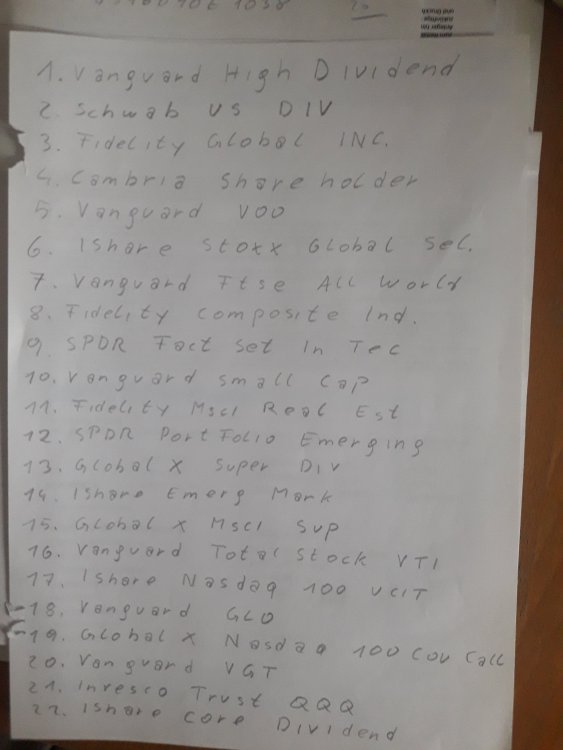 1. Vanguard High Dividend
2. Schwab US DIV
3. Fidelity Global INC.
4. Cambria Shareholder
5. Vanguard VOO
6. IShare Stoxx Global Sel.
7. Vanguard Ftse All World
8. Fidelity Composite Ind.
9. SPDR Fact Set In Tec
10. Vanguard Small Cap
11. Fidelity Msci Real Est
12. SPDR PortFolio Emerging
13. Global X Super Div
14. IShare Emerg Mark
15. Global X Msci Sup
16. Vanguard Total Stock VTI
17. IShare Nasdaq 100 UCIT
18. Vanguard GLO
19. Global X Nasdaq 100 Cov Call
20. Vanguard VGT
21. Invesco Trust QQQ
22. IShare Core Dividend